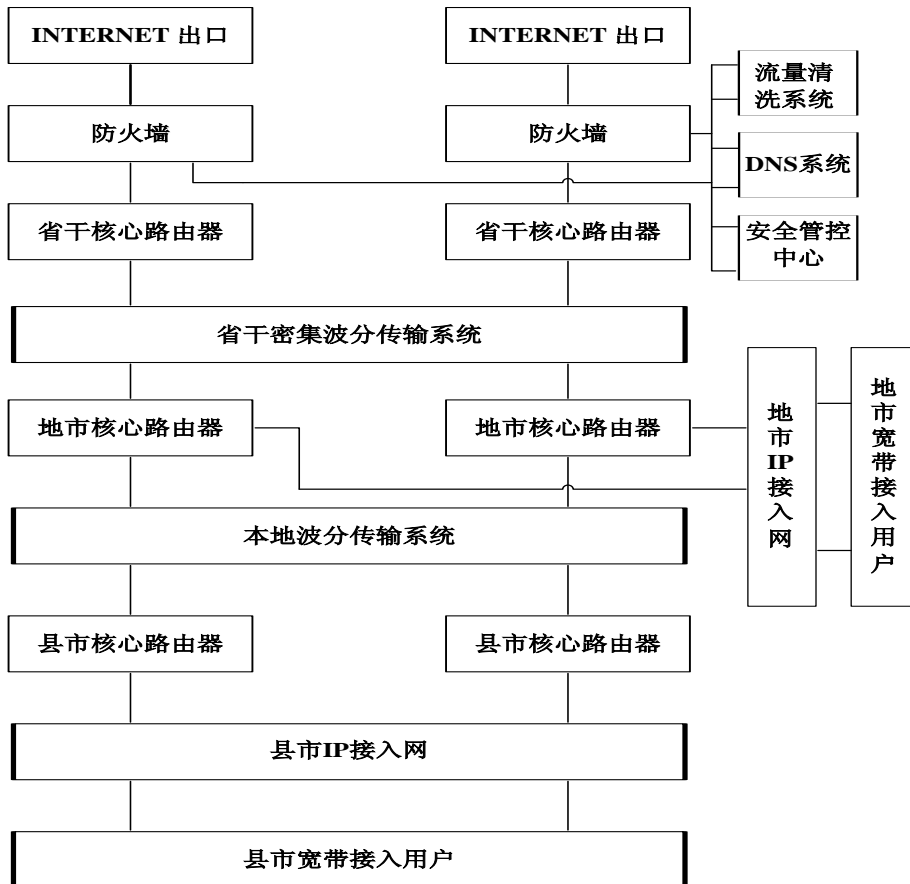 INTERNET 出口
INTERNET 出口
流量清
洗系统
防火墙
防火墙
DNS系统
省干核心路由器
省干核心路由器
安全管控
中心
省干密集波分传输系统
地市核心路由器
地市核心路由器
地市IP接入网
地市宽带接入用户
本地波分传输系统
县市核心路由器
县市核心路由器
县市IP接入网
县市宽带接入用户